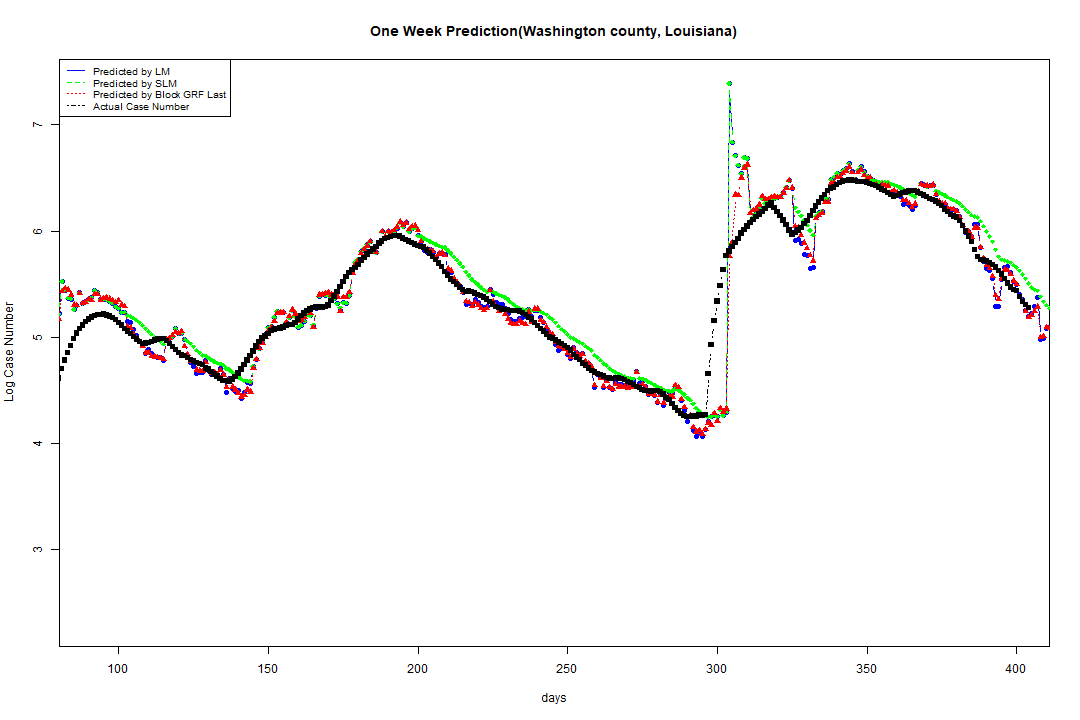 One Week Prediction(Washington county, Louisiana)
Predicted by LM
Predicted by SLM
Predicted by Block GRF Last
Actual Case Number
7
6
5
4
3
Log Case Number
100 150 200 250 300 350 400
days